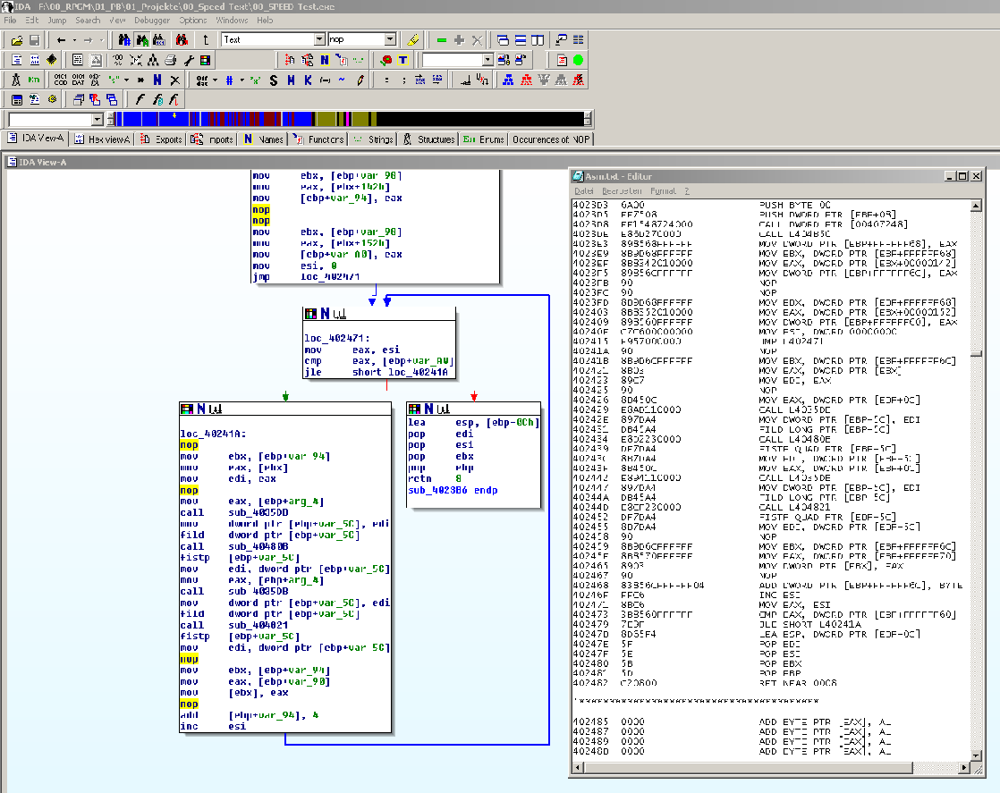 IDA F:\00_RPGM\01_PB\01_Projekte\00_Speed Text\00_SPEED Test.exe
File Edit Jump Search View Debugger Options Windows Help
Text nop
IDA View-A Hex View-A Exports Imports N Names Functions Strings Structures En Enums Occurrences of: NOP
IDA View-A
mov ebx, [ebp+var_98]
mov eax, [ebx+142h]
mov [ebp+var_94], eax
nop
nop
mov ebx, [ebp+var_98]
mov eax, [ebx+152h]
mov [ebp+var_A0], eax
mov esi, 0
jmp loc_402471
loc_402471:
mov eax, esi
cmp eax, [ebp+var_A0]
jle short loc_40241A
loc_40241A:
nop
mov ebx, [ebp+var_94]
mov eax, [ebx]
mov edi, eax
nop
mov eax, [ebp+arg_4]
call sub_4035DB
mov dword ptr [ebp+var_5C], edi
fild dword ptr [ebp+var_5C]
call sub_40480B
fistp [ebp+var_5C]
mov edi, dword ptr [ebp+var_5C]
mov eax, [ebp+arg_4]
call sub_4035DB
mov dword ptr [ebp+var_5C], edi
fild dword ptr [ebp+var_5C]
call sub_404821
fistp [ebp+var_5C]
mov edi, dword ptr [ebp+var_5C]
nop
mov ebx, [ebp+var_94]
mov eax, [ebp+var_90]
mov [ebx], eax
nop
add [ebp+var_94], 4
inc esi
lea esp, [ebp-0Ch]
pop edi
pop esi
pop ebx
pop ebp
retn 8
sub_4023B6 endp
Asm.txt - Editor
Datei Bearbeiten Format ?
4023D3 6A00 PUSH BYTE 00
4023D5 FF7508 PUSH DWORD PTR [EBP+08]
4023D8 FF1548724000 CALL DWORD PTR [00407248]
4023DE E86D270000 CALL L404B50
4023E3 898568FFFFFF MOV DWORD PTR [EBP+FFFFFF68], EAX
4023E9 8B9D68FFFFFF MOV EBX, DWORD PTR [EBP+FFFFFF68]
4023EF 8B8342010000 MOV EAX, DWORD PTR [EBX+00000142]
4023F5 89856CFFFFFF MOV DWORD PTR [EBP+FFFFFF6C], EAX
4023FB 90 NOP
4023FC 90 NOP
4023FD 8B9D68FFFFFF MOV EBX, DWORD PTR [EBP+FFFFFF68]
402403 8B8352010000 MOV EAX, DWORD PTR [EBX+00000152]
402409 898560FFFFFF MOV DWORD PTR [EBP+FFFFFF60], EAX
40240F C7C600000000 MOV ESI, DWORD 00000000
402415 E957000000 JMP L402471
40241A 90 NOP
40241B 8B9D6CFFFFFF MOV EBX, DWORD PTR [EBP+FFFFFF6C]
402421 8B03 MOV EAX, DWORD PTR [EBX]
402423 89C7 MOV EDI, EAX
402425 90 NOP
402426 8B450C MOV EAX, DWORD PTR [EBP+0C]
402429 E8AD110000 CALL L4035DB
40242E 897DA4 MOV DWORD PTR [EBP-5C], EDI
402431 DB45A4 FILD LONG PTR [EBP-5C]
402434 E8D2230000 CALL L40480B
402439 DF7DA4 FISTP QUAD PTR [EBP-5C]
40243C 8B7DA4 MOV EDI, DWORD PTR [EBP-5C]
40243F 8B450C MOV EAX, DWORD PTR [EBP+0C]
402442 E894110000 CALL L4035DB
402447 897DA4 MOV DWORD PTR [EBP-5C], EDI
40244A DB45A4 FILD LONG PTR [EBP-5C]
40244D E8CF230000 CALL L404821
402452 DF7DA4 FISTP QUAD PTR [EBP-5C]
402455 8B7DA4 MOV EDI, DWORD PTR [EBP-5C]
402458 90 NOP
402459 8B9D6CFFFFFF MOV EBX, DWORD PTR [EBP+FFFFFF6C]
40245F 8B8570FFFFFF MOV EAX, DWORD PTR [EBP+FFFFFF70]
402465 8903 MOV DWORD PTR [EBX], EAX
402467 90 NOP
402468 83856CFFFFFF04 ADD DWORD PTR [EBP+FFFFFF6C], BYTE
40246F FFC6 INC ESI
402471 8BC6 MOV EAX, ESI
402473 3B8560FFFFFF CMP EAX, DWORD PTR [EBP+FFFFFF60]
402479 7E9F JLE SHORT L40241A
40247B 8D65F4 LEA ESP, DWORD PTR [EBP-0C]
40247E 5F POP EDI
40247F 5E POP ESI
402480 5B POP EBX
402481 5D POP EBP
402482 C20800 RET NEAR 0008
402485 0000 ADD BYTE PTR [EAX], AL
402487 0000 ADD BYTE PTR [EAX], AL
402489 0000 ADD BYTE PTR [EAX], AL
40248B 0000 ADD BYTE PTR [EAX], AL